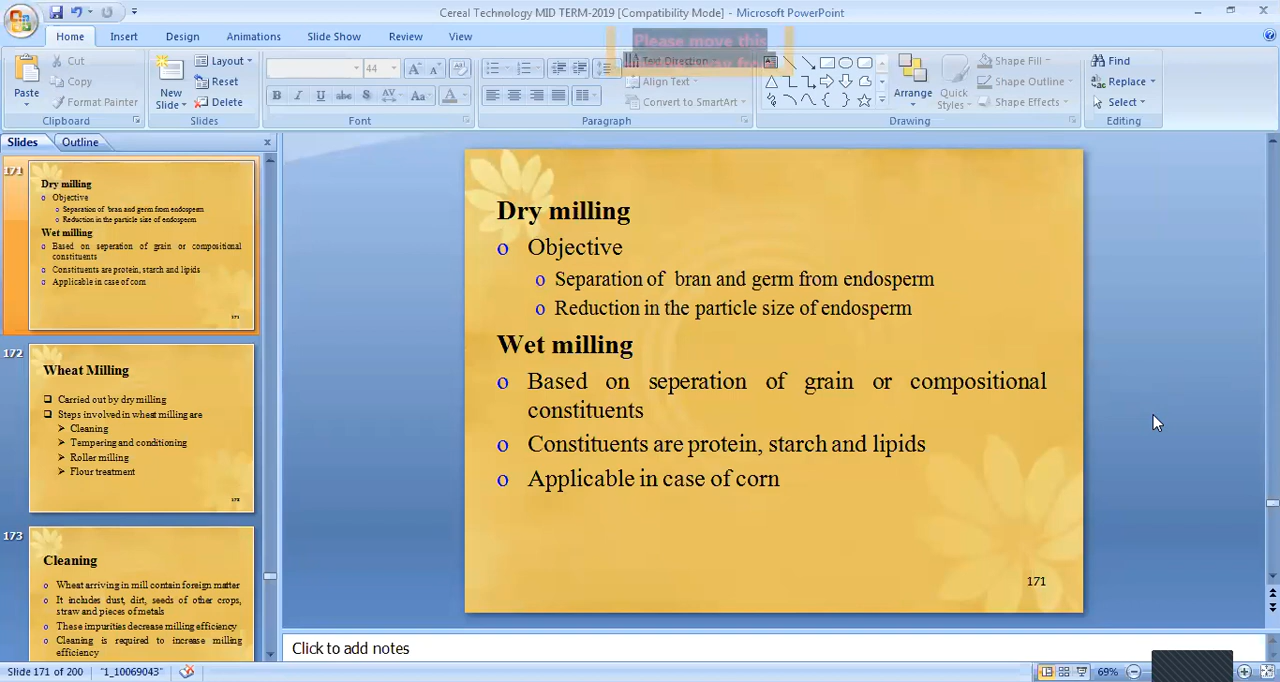 Cereal Technology MID TERM-2019 [Compatibility Mode] - Microsoft PowerPoint
Home Insert Design Animations Slide Show Review View
Please move this
Paste
Cut
Copy
Format Painter
Clipboard
New Slide
Layout
Reset
Delete
Slides
44
B I U abc S AV Aa A
Font
Text Direction
Align Text
Convert to SmartArt
Paragraph
Arrange
Quick Styles
Shape Fill
Shape Outline
Shape Effects
Drawing
Find
Replace
Select
Editing
Slides Outline
171
Dry milling
o Objective
o Separation of bran and germ from endosperm
o Reduction in the particle size of endosperm
Wet milling
o Based on seperation of grain or compositional
constituents
o Constituents are protein, starch and lipids
o Applicable in case of corn
171
172
Wheat Milling
Carried out by dry milling
Steps involved in wheat milling are
Cleaning
Tempering and conditioning
Roller milling
Flour treatment
173
Cleaning
o Wheat arriving in mill contain foreign matter
o It includes dust, dirt, seeds of other crops,
straw and pieces of metals
o These impurities decrease milling efficiency
o Cleaning is required to increase milling
efficiency
Dry milling
o Objective
o Separation of bran and germ from endosperm
o Reduction in the particle size of endosperm
Wet milling
o Based on seperation of grain or compositional
constituents
o Constituents are protein, starch and lipids
o Applicable in case of corn
171
Click to add notes
Slide 171 of 200 "1_10069043" 69%